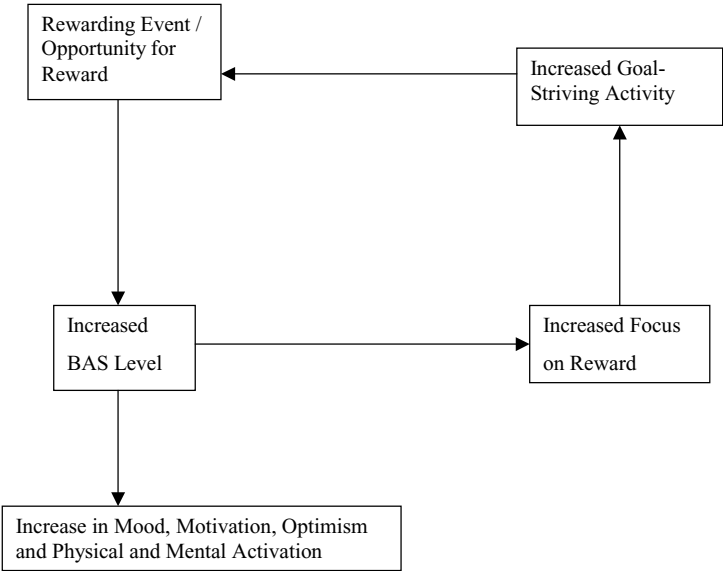 Rewarding Event /
Opportunity for
Reward
Increased Goal-
Striving Activity
Increased
BAS Level
Increased Focus
on Reward
Increase in Mood, Motivation, Optimism
and Physical and Mental Activation